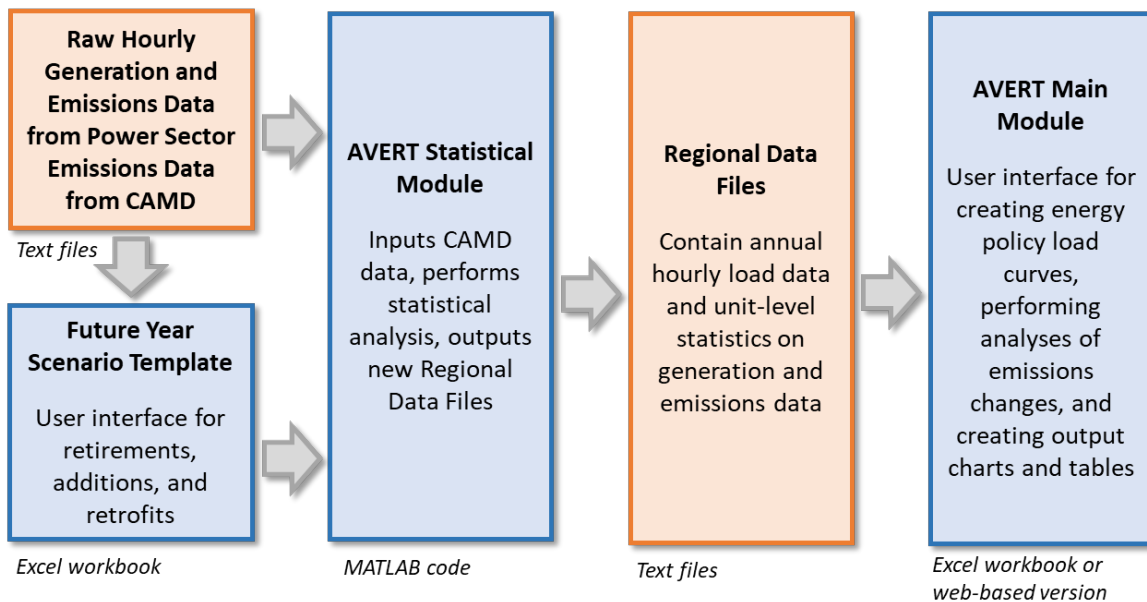 Raw Hourly
Generation and
Emissions Data
from Power Sector
Emissions Data
from CAMD
Text files
Future Year
Scenario Template
User interface for
retirements,
additions, and
retrofits
Excel workbook
AVERT Statistical
Module
Inputs CAMD
data, performs
statistical
analysis, outputs
new Regional
Data Files
MATLAB code
Regional Data
Files
Contain annual
hourly load data
and unit-level
statistics on
generation and
emissions data
Text files
AVERT Main
Module
User interface for
creating energy
policy load
curves,
performing
analyses of
emissions
changes, and
creating output
charts and tables
Excel workbook or
web-based version